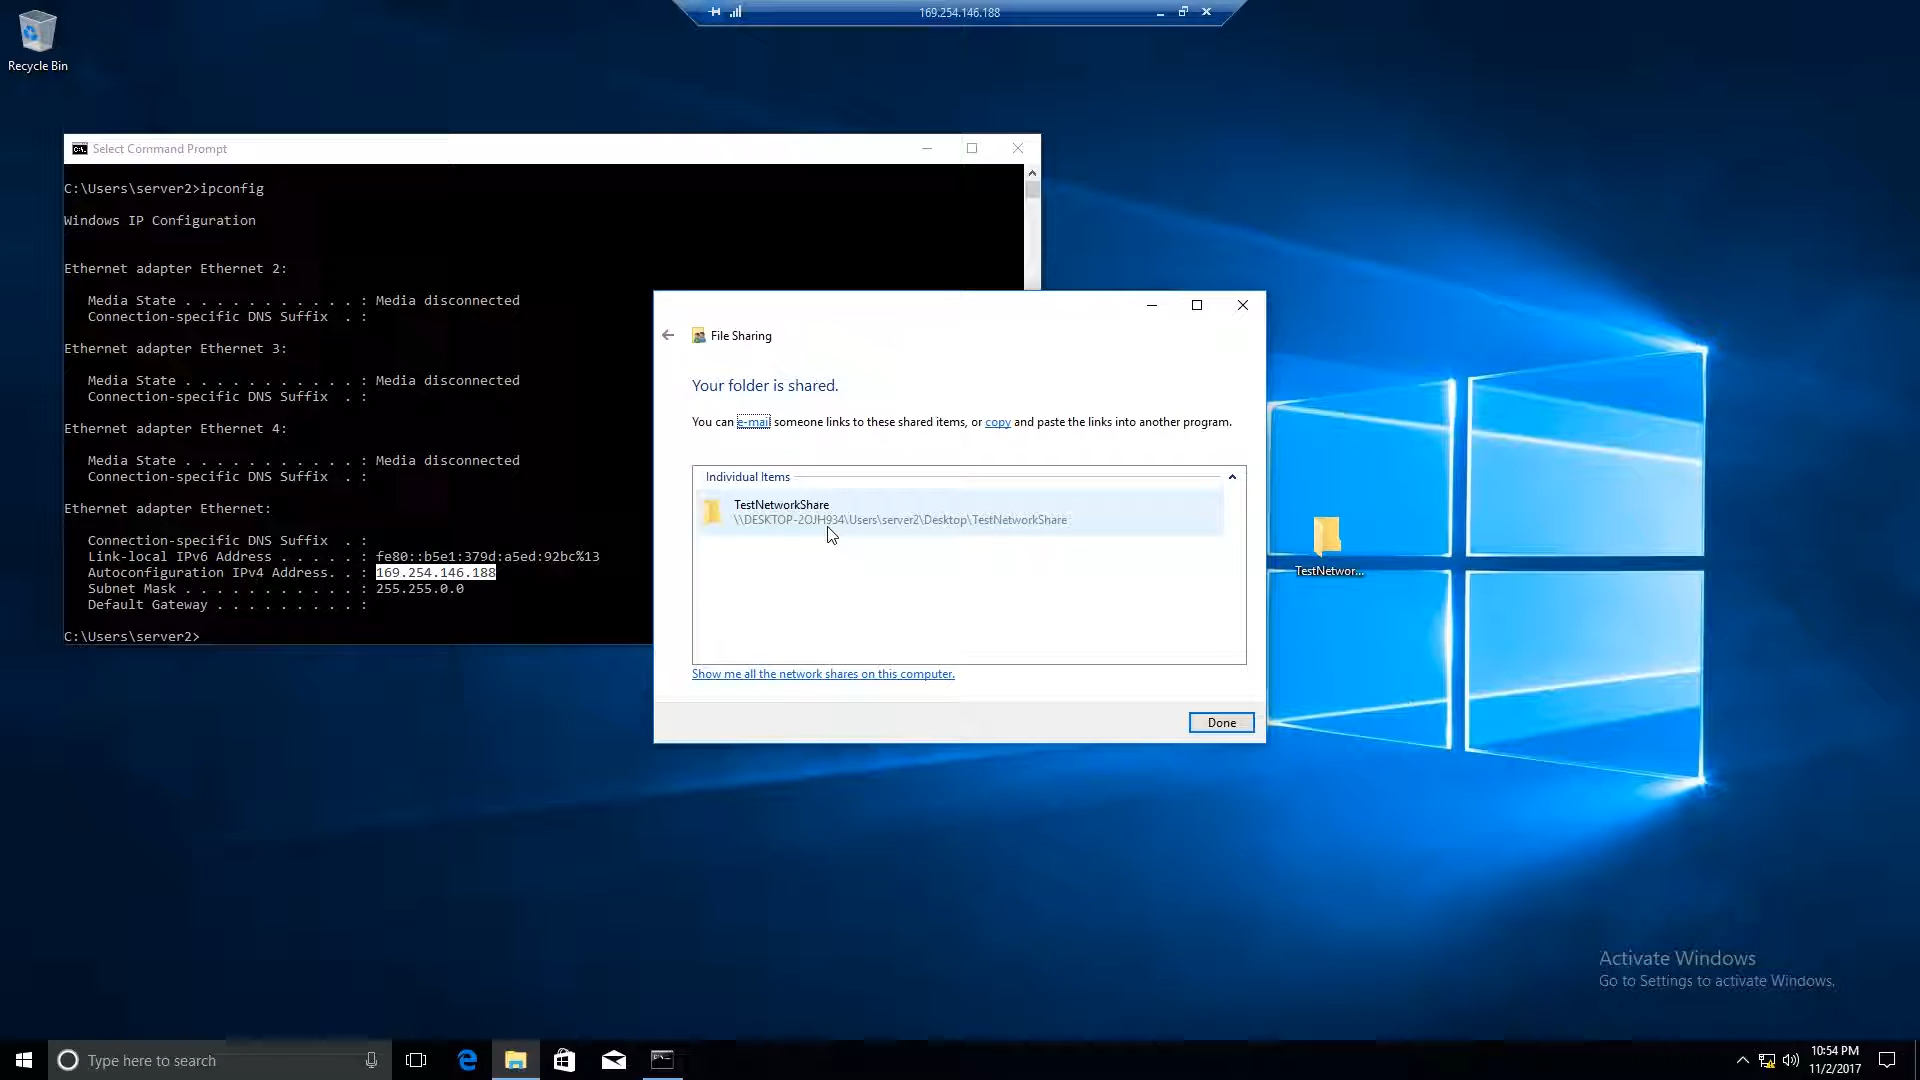 169.254.146.188
Recycle Bin
Select Command Prompt
C:\Users\server2>ipconfig
Windows IP Configuration
Ethernet adapter Ethernet 2:
Media State . . . . . . . . . . . : Media disconnected
Connection-specific DNS Suffix  . :
Ethernet adapter Ethernet 3:
Media State . . . . . . . . . . . : Media disconnected
Connection-specific DNS Suffix  . :
Ethernet adapter Ethernet 4:
Media State . . . . . . . . . . . : Media disconnected
Connection-specific DNS Suffix  . :
Ethernet adapter Ethernet:
Connection-specific DNS Suffix  . :
Link-local IPv6 Address . . . . . : fe80::b5e1:379d:a5ed:92bc%13
Autoconfiguration IPv4 Address. . : 169.254.146.188
Subnet Mask . . . . . . . . . . . : 255.255.0.0
Default Gateway . . . . . . . . . :
C:\Users\server2>
File Sharing
Your folder is shared.
You can e-mail someone links to these shared items, or copy and paste the links into another program.
Individual Items
TestNetworkShare
\\DESKTOP-2OJH934\Users\server2\Desktop\TestNetworkShare
Show me all the network shares on this computer.
Done
TestNetwor...
Activate Windows
Go to Settings to activate Windows.
Type here to search
10:54 PM
11/2/2017